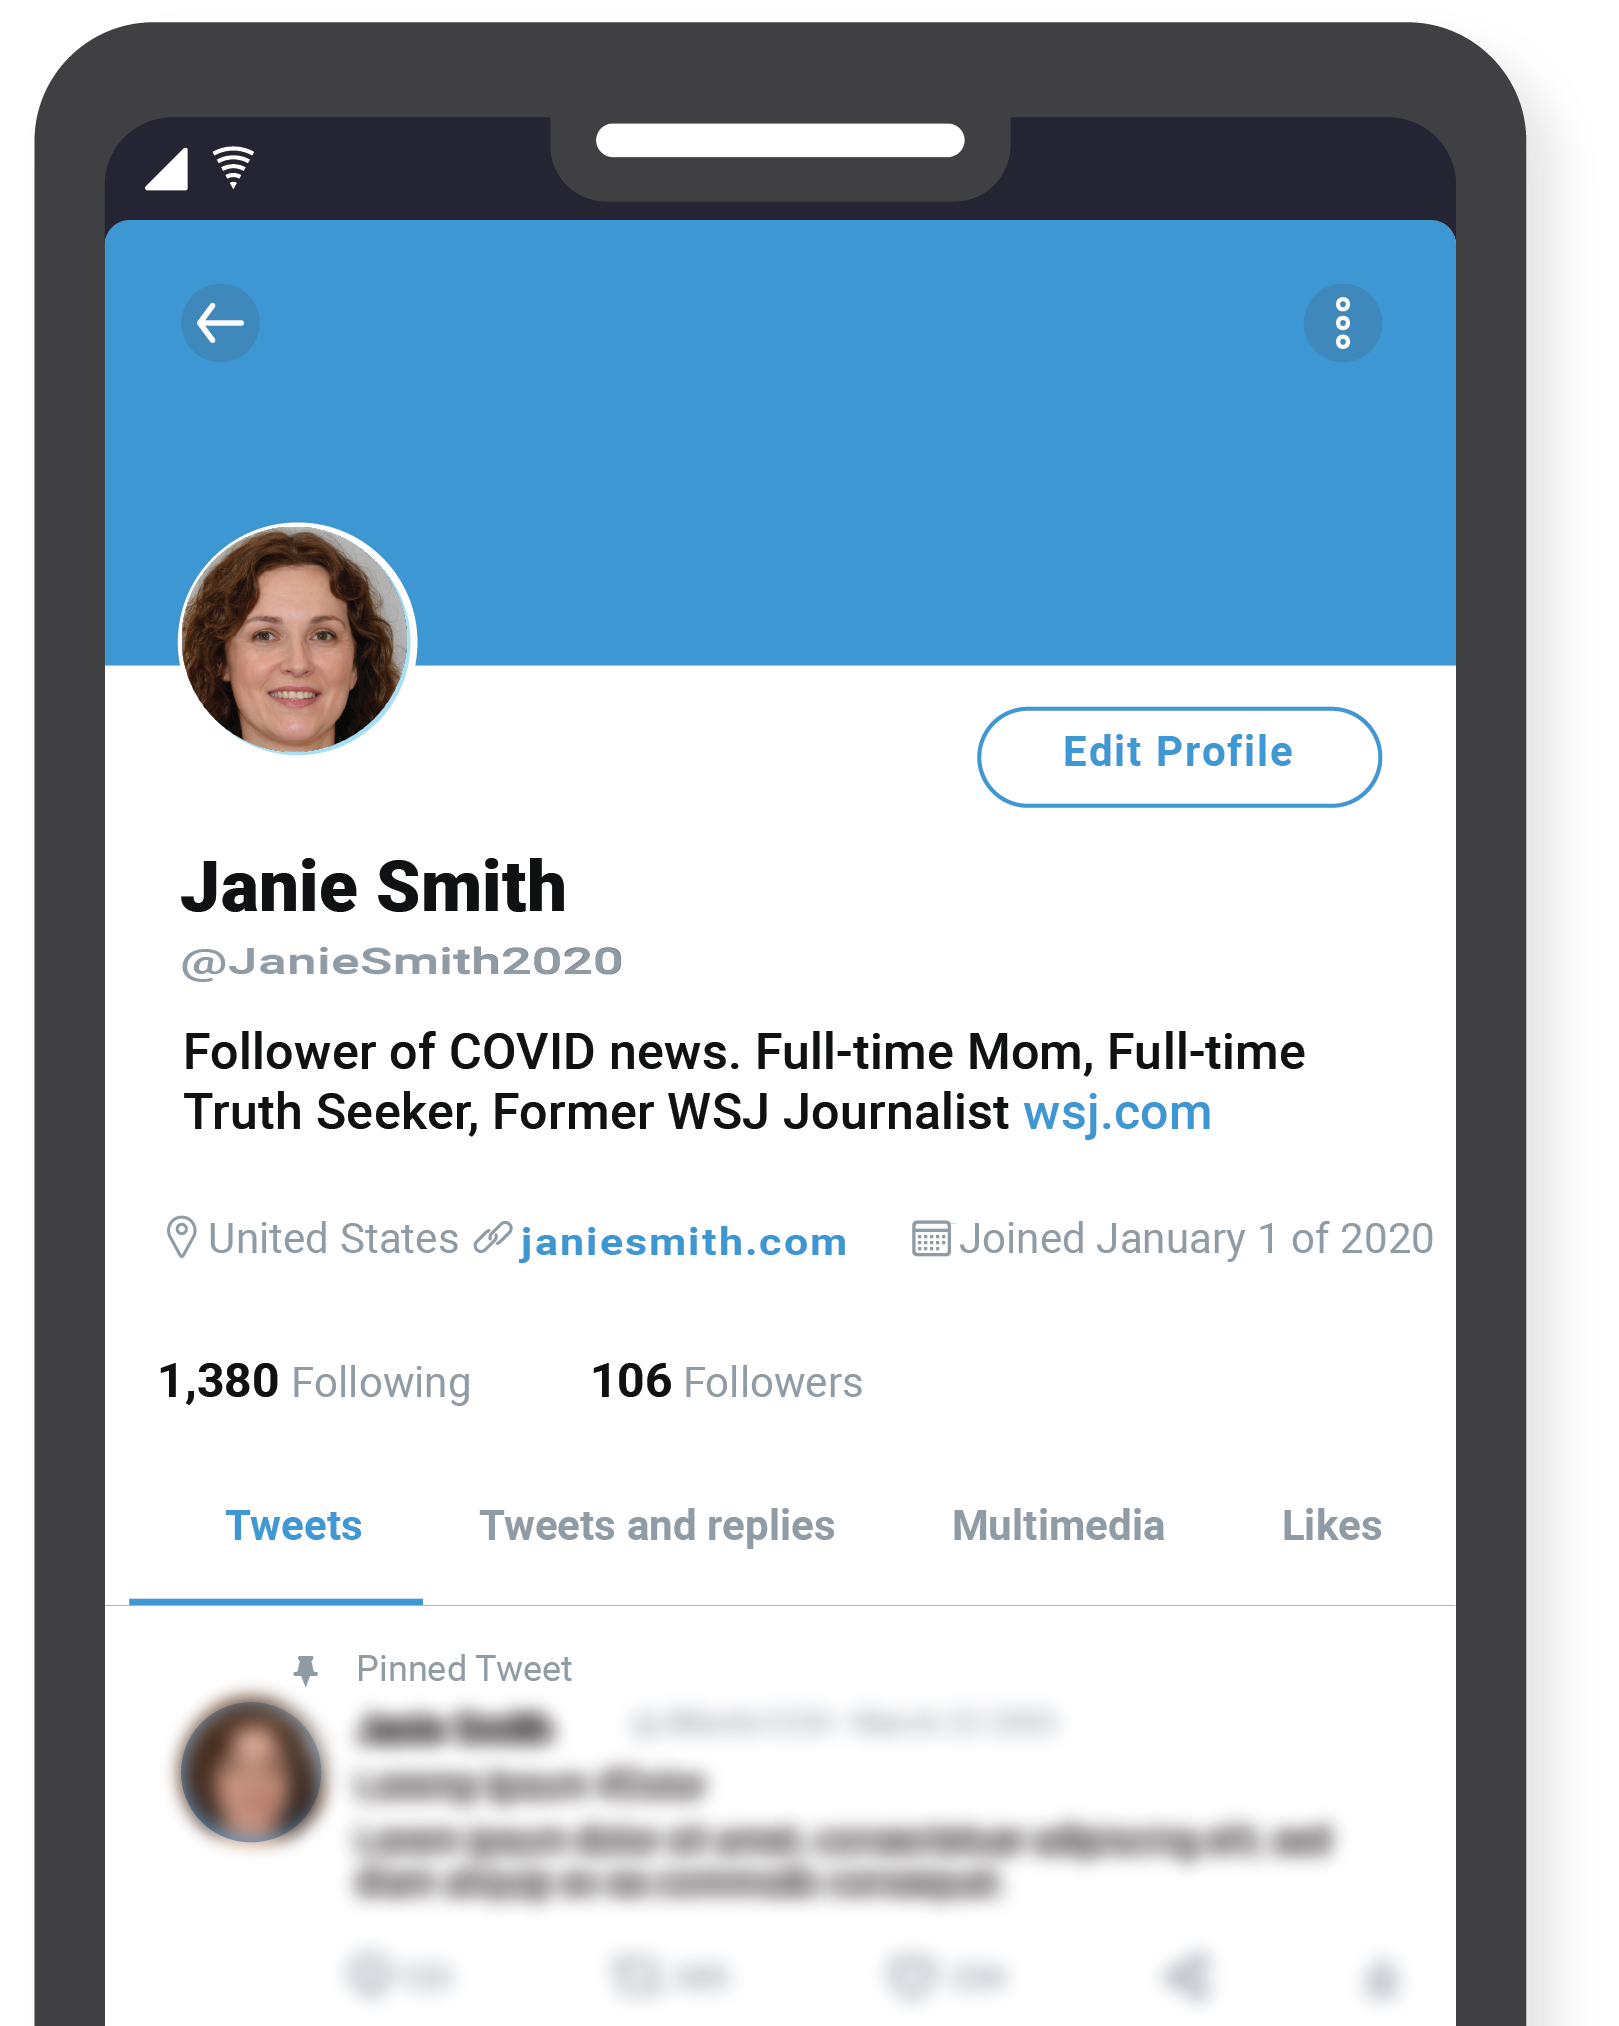 Edit Profile
Janie Smith
@JanieSmith2020
Follower of COVID news. Full-time Mom, Full-time
Truth Seeker, Former WSJ Journalist wsj.com
United States janiesmith.com Joined January 1 of 2020
1,380 Following 106 Followers
Tweets Tweets and replies Multimedia Likes
Pinned Tweet
Janie Smith